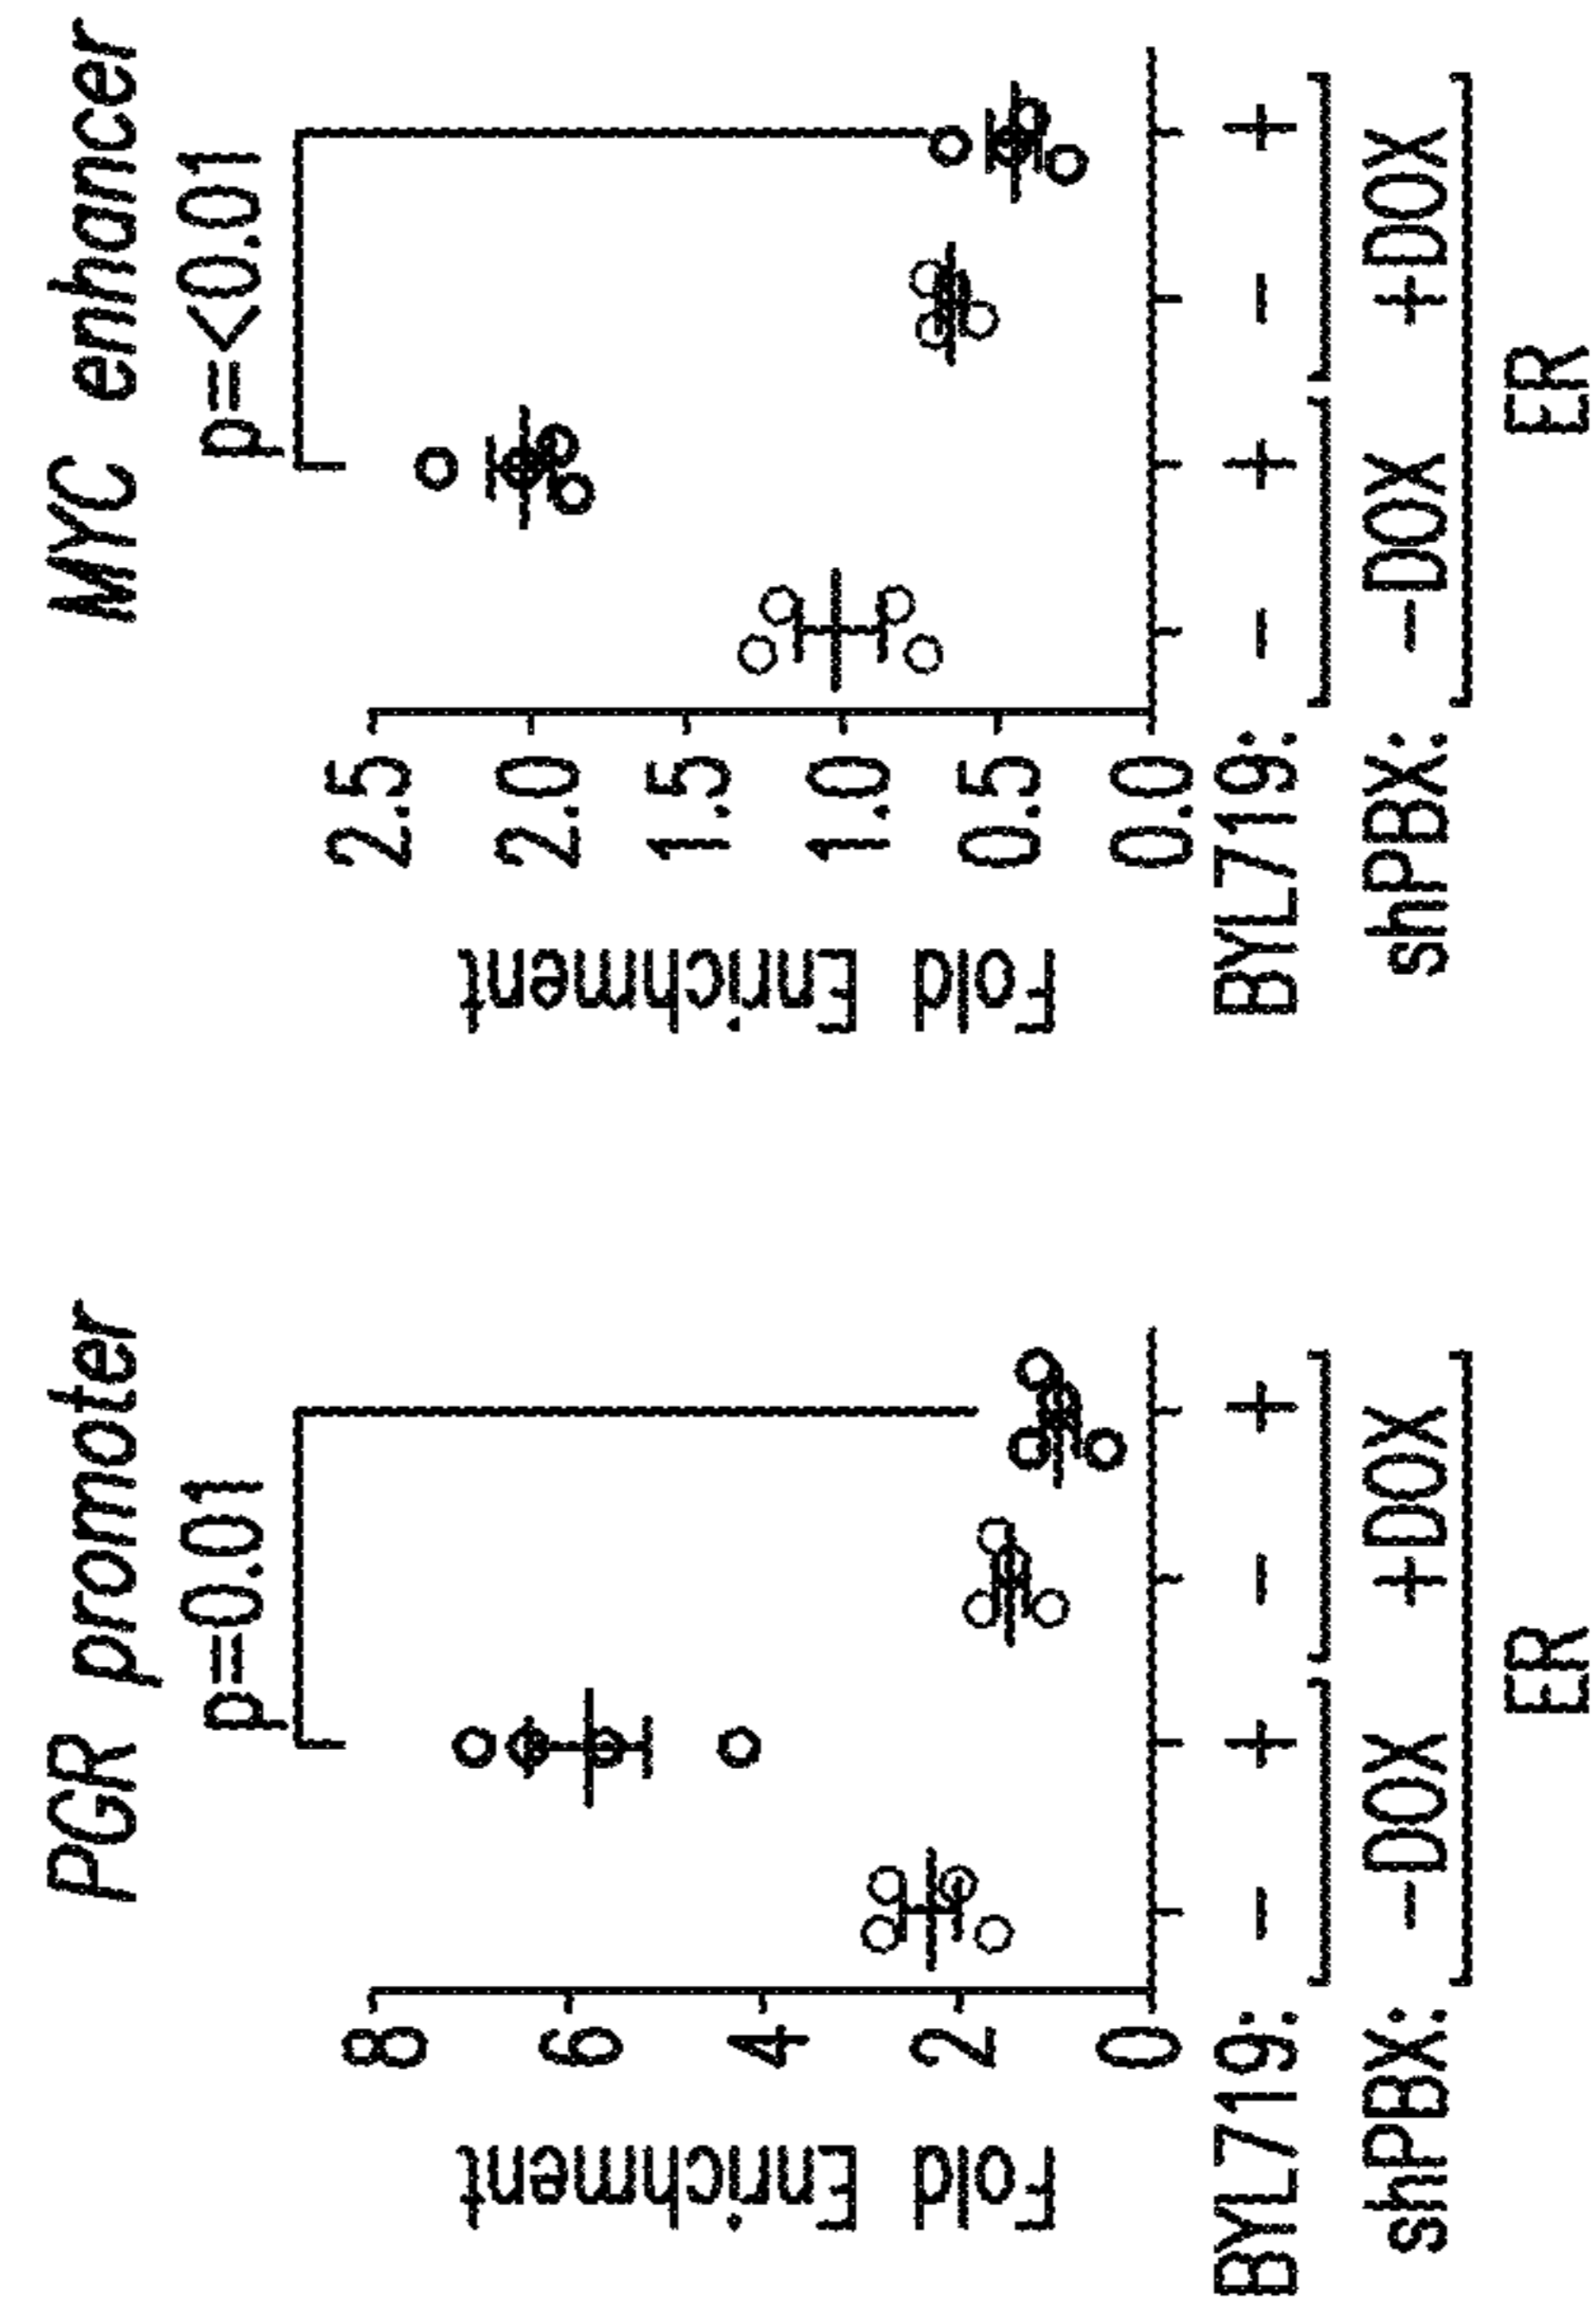 PGR promoter
p=0.01
Fold Enrichment
8
6
4
2
0
BYL719: − + − +
shPBX: −DOX +DOX
ER
MYC enhancer
p=<0.01
Fold Enrichment
2.5
2.0
1.5
1.0
0.5
0.0
BYL719: − + − +
shPBX: −DOX +DOX
ER